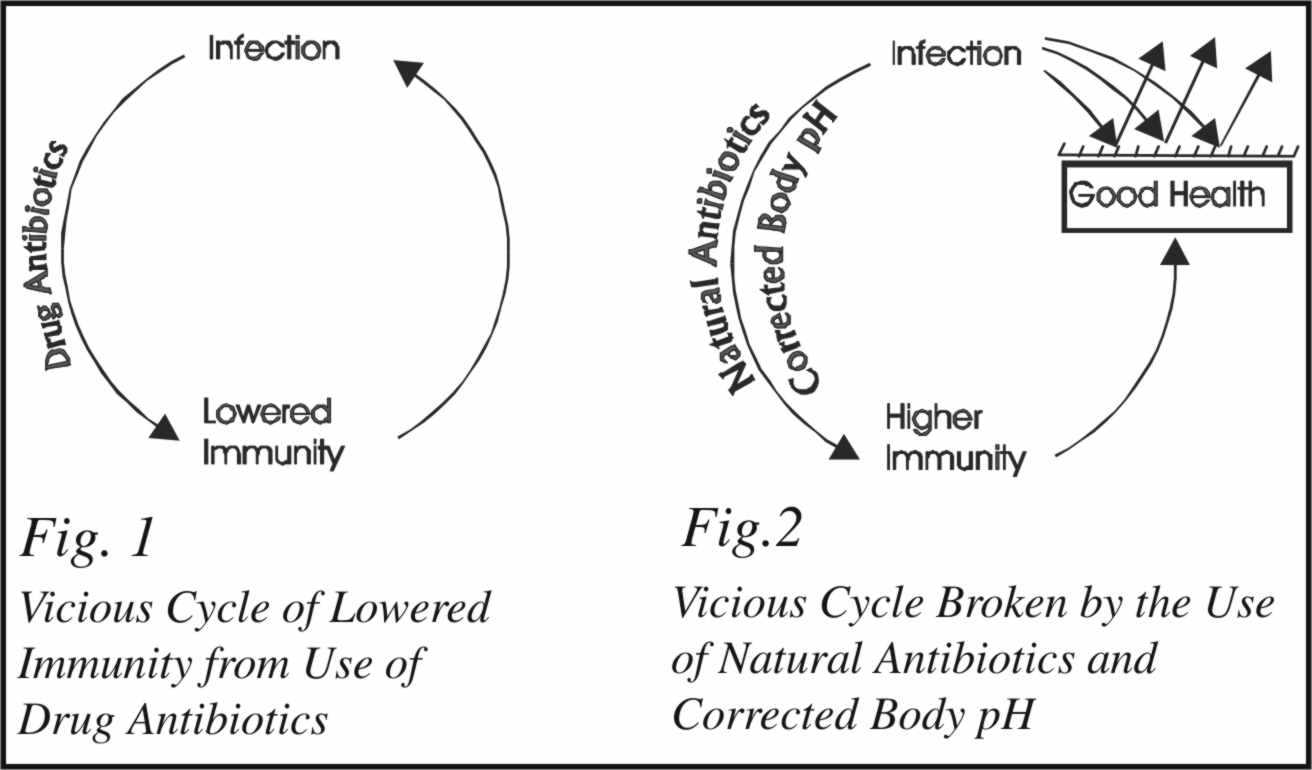 Infection
Drug Antibiotics
Lowered
Immunity
Fig. 1
Vicious Cycle of Lowered
Immunity from Use of
Drug Antibiotics
Infection
Natural Antibiotics
Corrected Body pH
Good Health
Higher
Immunity
Fig.2
Vicious Cycle Broken by the Use
of Natural Antibiotics and
Corrected Body pH